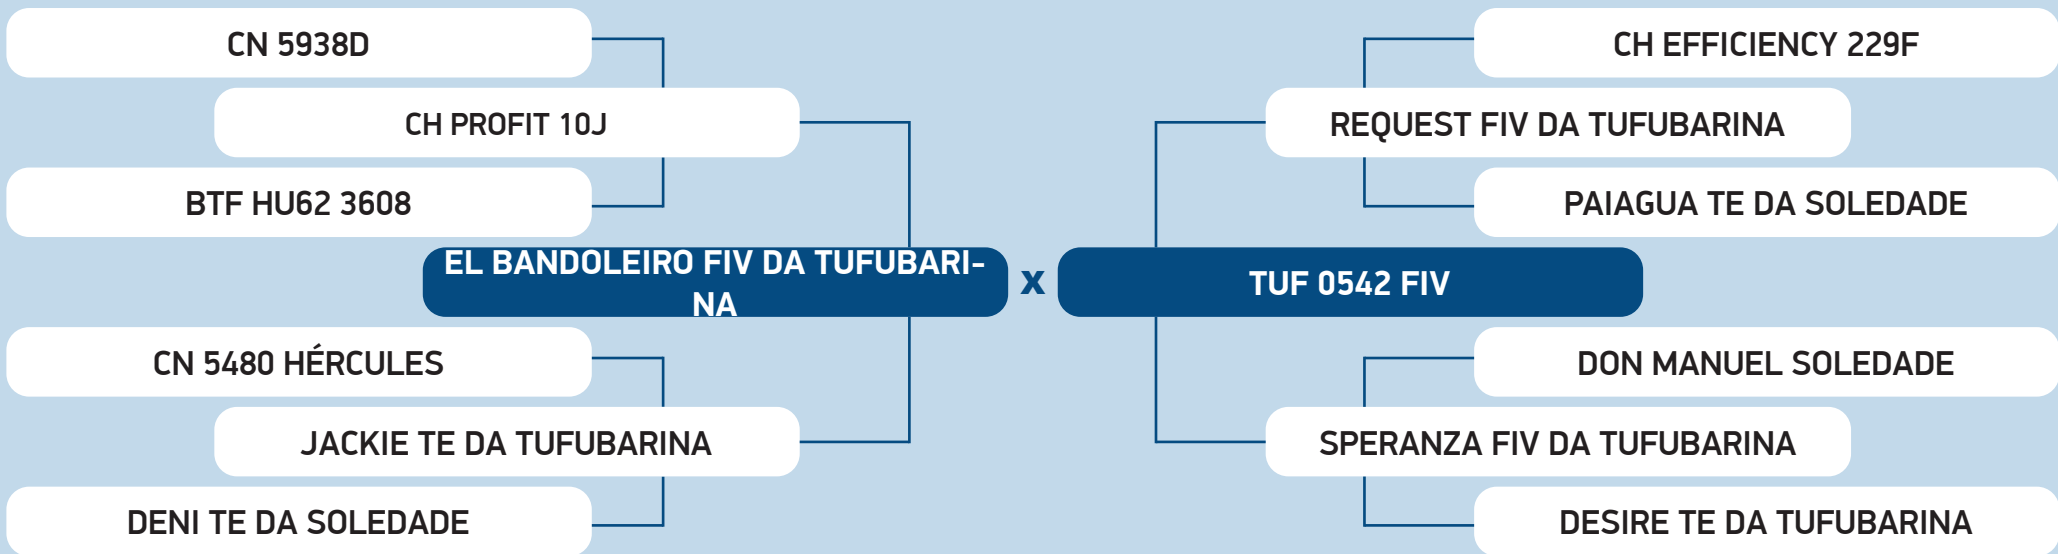 CN 5938D
CH EFFICIENCY 229F
CH PROFIT 10J
REQUEST FIV DA TUFUBARINA
BTF HU62 3608
PAIAGUA TE DA SOLEDADE
EL BANDOLEIRO FIV DA TUFUBARI-
NA
x
TUF 0542 FIV
CN 5480 HÉRCULES
DON MANUEL SOLEDADE
JACKIE TE DA TUFUBARINA
SPERANZA FIV DA TUFUBARINA
DENI TE DA SOLEDADE
DESIRE TE DA TUFUBARINA